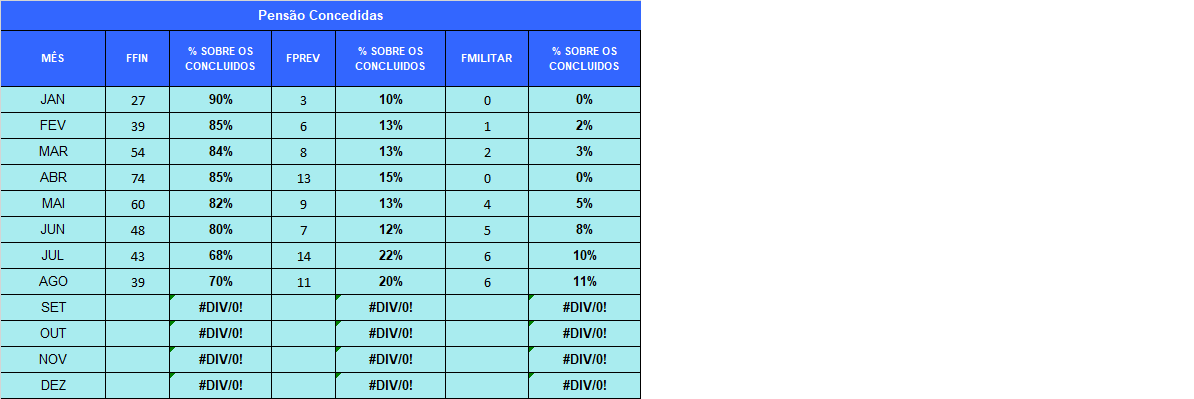 Pensão Concedidas
MÊS FFIN % SOBRE OS CONCLUIDOS FPREV % SOBRE OS CONCLUIDOS FMILITAR % SOBRE OS CONCLUIDOS
JAN 27 90% 3 10% 0 0%
FEV 39 85% 6 13% 1 2%
MAR 54 84% 8 13% 2 3%
ABR 74 85% 13 15% 0 0%
MAI 60 82% 9 13% 4 5%
JUN 48 80% 7 12% 5 8%
JUL 43 68% 14 22% 6 10%
AGO 39 70% 11 20% 6 11%
SET #DIV/0! #DIV/0! #DIV/0!
OUT #DIV/0! #DIV/0! #DIV/0!
NOV #DIV/0! #DIV/0! #DIV/0!
DEZ #DIV/0! #DIV/0! #DIV/0!